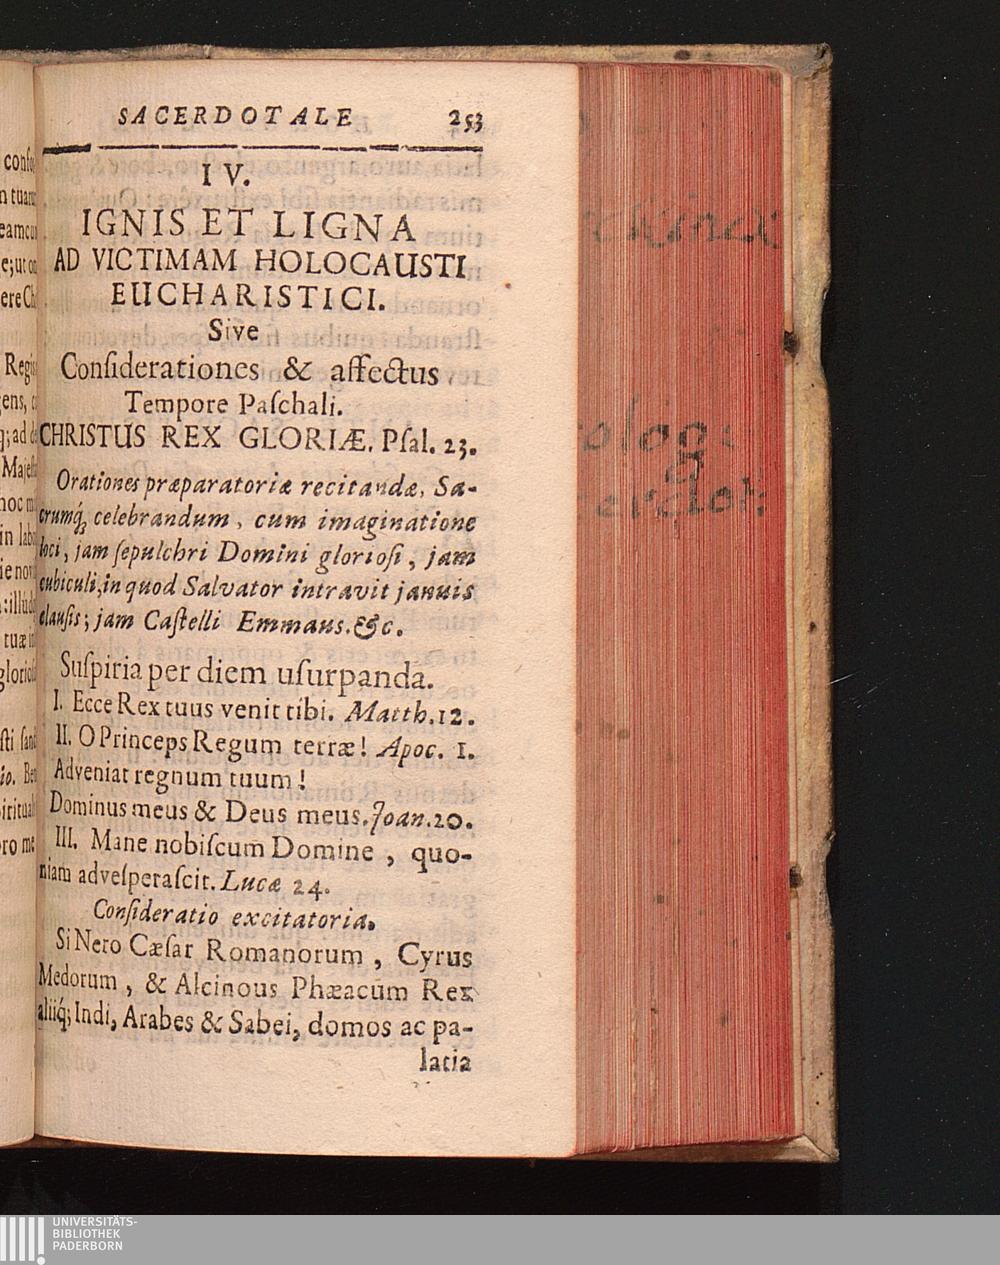 SACERDOTALE 253
IV.
IGNIS ET LIGNA
AD VICTIMAM HOLOCAUSTI
EUCHARISTICI.
Sive
Conſiderationes & affectus
Tempore Paſchali.
CHRISTUS REX GLORIÆ. Pſal. 23.
Orationes præparatoriæ recitandæ, Sa-
crumq́; celebrandum, cum imaginatione
loci, jam ſepulchri Domini glorioſi, jam
cubiculi, in quod Salvator intravit januis
clauſis; jam Caſtelli Emmaus. &c.
Suſpiria per diem uſurpanda.
I. Ecce Rex tuus venit tibi. Matth. 12.
II. O Princeps Regum terræ! Apoc. 1.
Adveniat regnum tuum!
Dominus meus & Deus meus. Joan. 20.
III. Mane nobiſcum Domine, quo-
niam adveſperaſcit. Lucæ 24.
Conſideratio excitatoria.
Si Nero Cæſar Romanorum, Cyrus
Medorum, & Alcinous Phæacum Rex
aliiq́; Indi, Arabes & Sabei, domos ac pa-
latia
UNIVERSITÄTS-
BIBLIOTHEK
PADERBORN